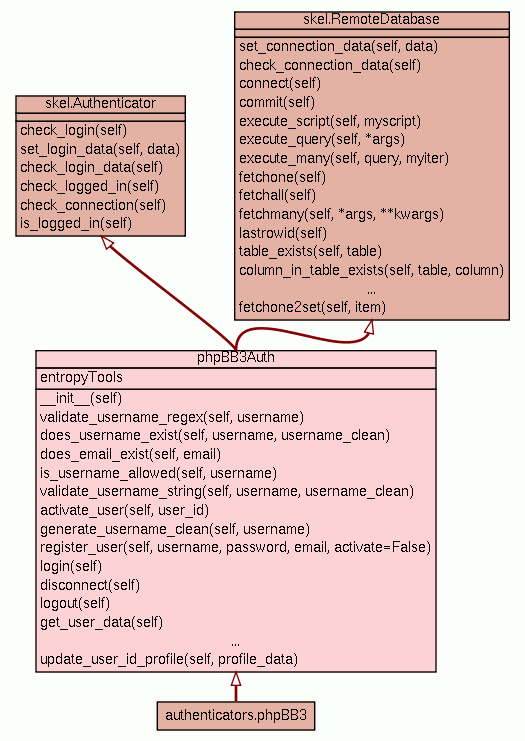 skel.RemoteDatabase
set_connection_data(self, data)
check_connection_data(self)
connect(self)
commit(self)
execute_script(self, myscript)
execute_query(self, *args)
execute_many(self, query, myiter)
fetchone(self)
fetchall(self)
fetchmany(self, *args, **kwargs)
lastrowid(self)
table_exists(self, table)
column_in_table_exists(self, table, column)
...
fetchone2set(self, item)
skel.Authenticator
check_login(self)
set_login_data(self, data)
check_login_data(self)
check_logged_in(self)
check_connection(self)
is_logged_in(self)
phpBB3Auth
entropyTools
__init__(self)
validate_username_regex(self, username)
does_username_exist(self, username, username_clean)
does_email_exist(self, email)
is_username_allowed(self, username)
validate_username_string(self, username, username_clean)
activate_user(self, user_id)
generate_username_clean(self, username)
register_user(self, username, password, email, activate=False)
login(self)
disconnect(self)
logout(self)
get_user_data(self)
...
update_user_id_profile(self, profile_data)
authenticators.phpBB3